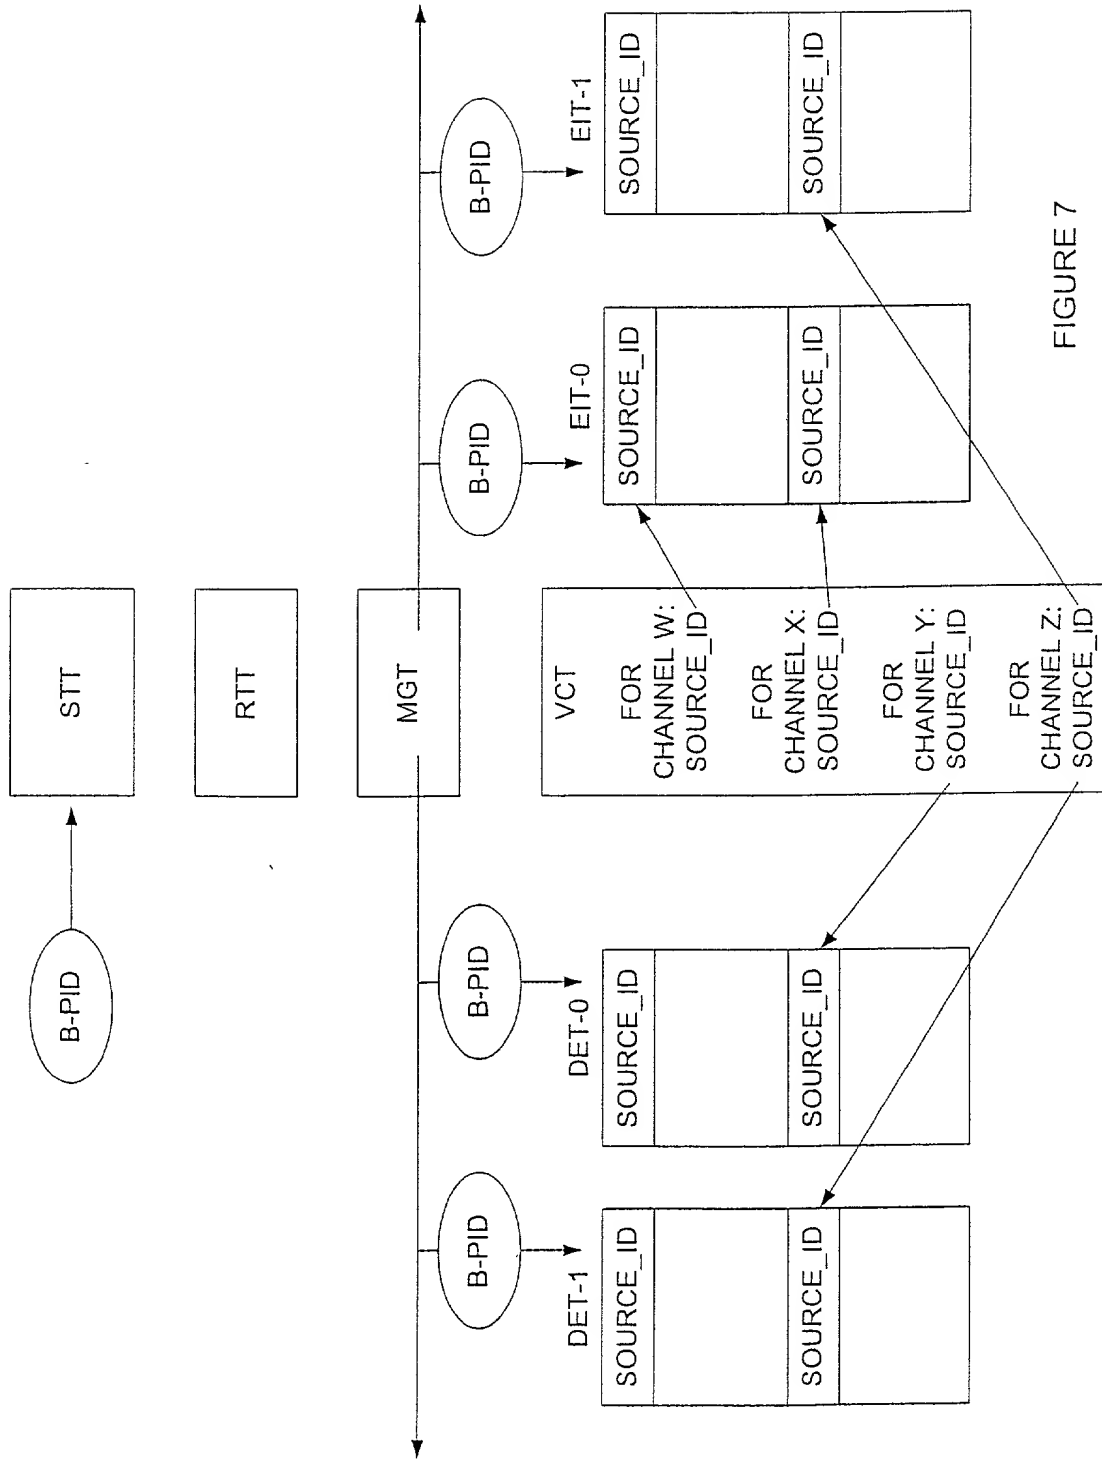 B-PID
STT
RTT
MGT
B-PID
B-PID
B-PID
B-PID
DET-1
DET-0
EIT-0
EIT-1
SOURCE_ID
SOURCE_ID
SOURCE_ID
SOURCE_ID
SOURCE_ID
SOURCE_ID
SOURCE_ID
SOURCE_ID
VCT
FOR
CHANNEL W:
SOURCE_ID
FOR
CHANNEL X:
SOURCE_ID
FOR
CHANNEL Y:
SOURCE_ID
FOR
CHANNEL Z:
SOURCE_ID
FIGURE 7